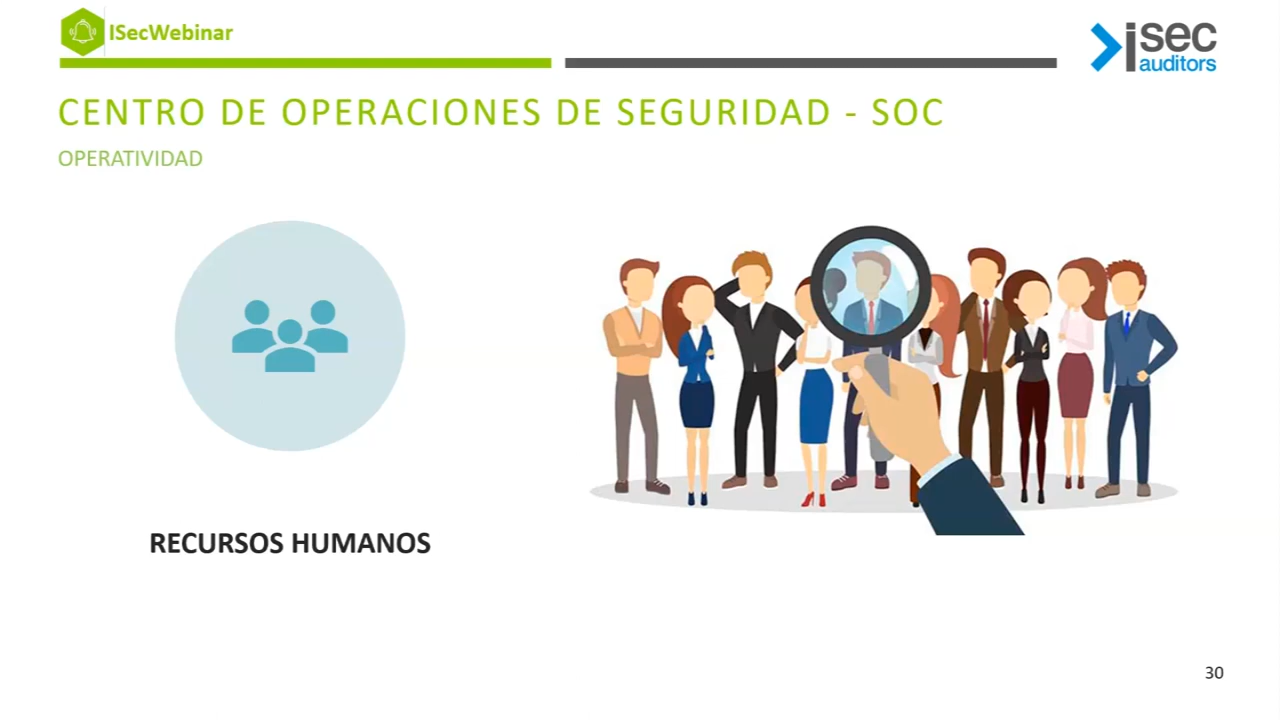 ISecWebinar
isec
auditors
CENTRO DE OPERACIONES DE SEGURIDAD - SOC
OPERATIVIDAD
RECURSOS HUMANOS
30